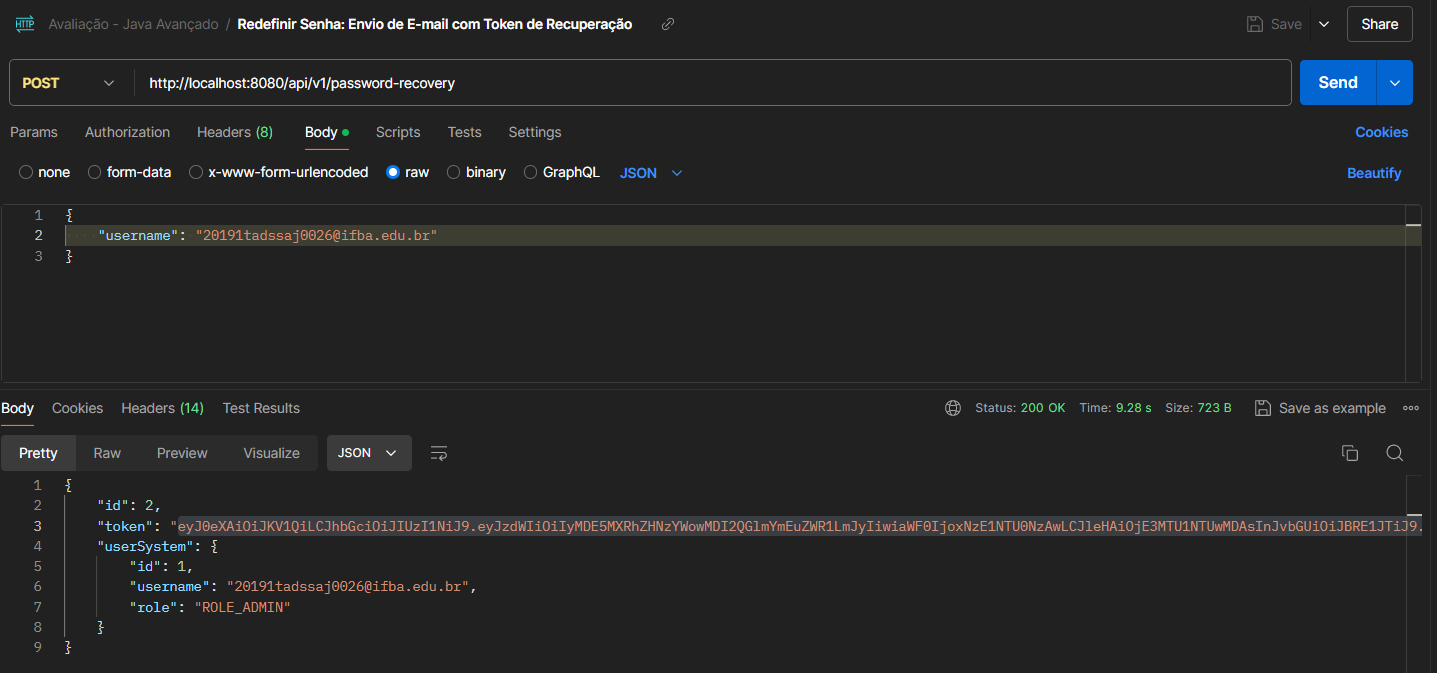 HTTP Avaliação - Java Avançado / Redefinir Senha: Envio de E-mail com Token de Recuperação Save Share
POST http://localhost:8080/api/v1/password-recovery Send
Params Authorization Headers (8) Body Scripts Tests Settings Cookies
none form-data x-www-form-urlencoded raw binary GraphQL JSON Beautify
1 {
2 "username": "20191tadssaj0026@ifba.edu.br"
3 }
Body Cookies Headers (14) Test Results Status: 200 OK Time: 9.28 s Size: 723 B Save as example
Pretty Raw Preview Visualize JSON
1 {
2 "id": 2,
3 "token": "eyJ0eXAiOiJKV1QiLCJhbGciOiJIUzI1NiJ9.eyJzdWIiOiIyMDE5MXRhZHNzYWowMDI2QGlmYmEuZWR1LmJyIiwiaWF0IjoxNzE1NTU0NzAwLCJleHAiOjE3MTU1NTUwMDAsInJvbGUiOiJBRE1JTiJ9.
4 "userSystem": {
5 "id": 1,
6 "username": "20191tadssaj0026@ifba.edu.br",
7 "role": "ROLE_ADMIN"
8 }
9 }